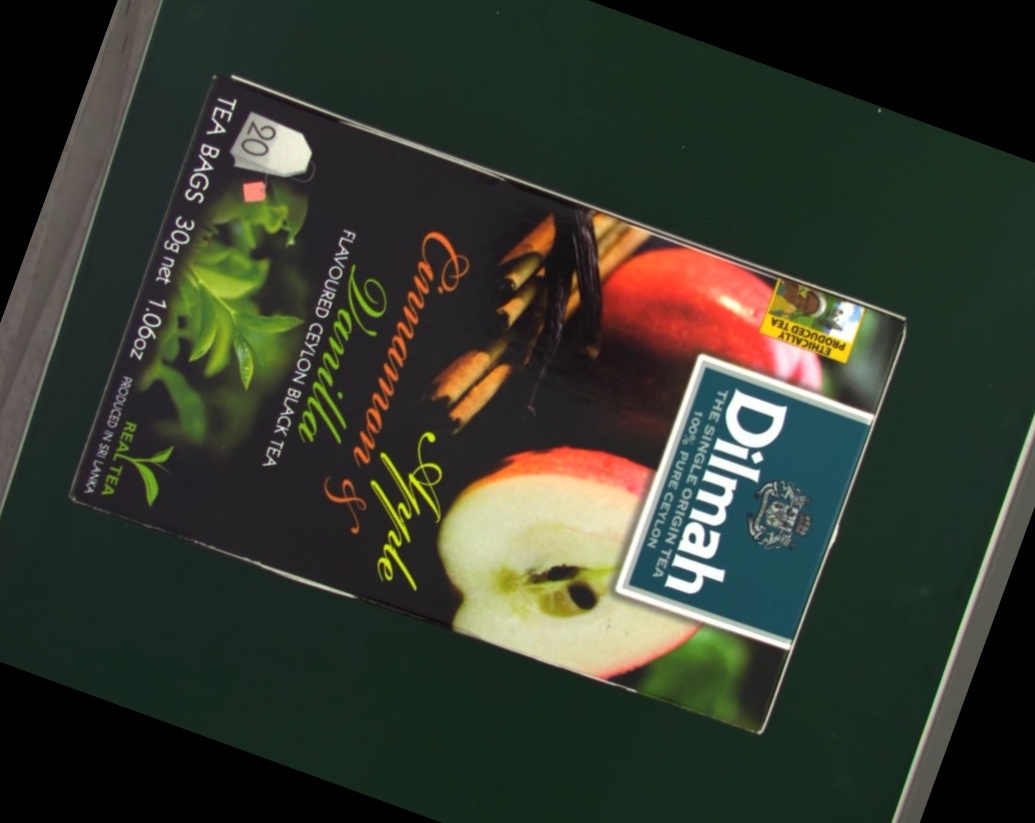 Dilmah
THE SINGLE ORIGIN TEA
100% PURE CEYLON
ETHICALLY
PRODUCED TEA
Apple
Cinnamon &
Vanilla
FLAVOURED CEYLON BLACK TEA
20
TEA BAGS 30g net 1.06oz
REAL TEA
PRODUCED IN SRI LANKA